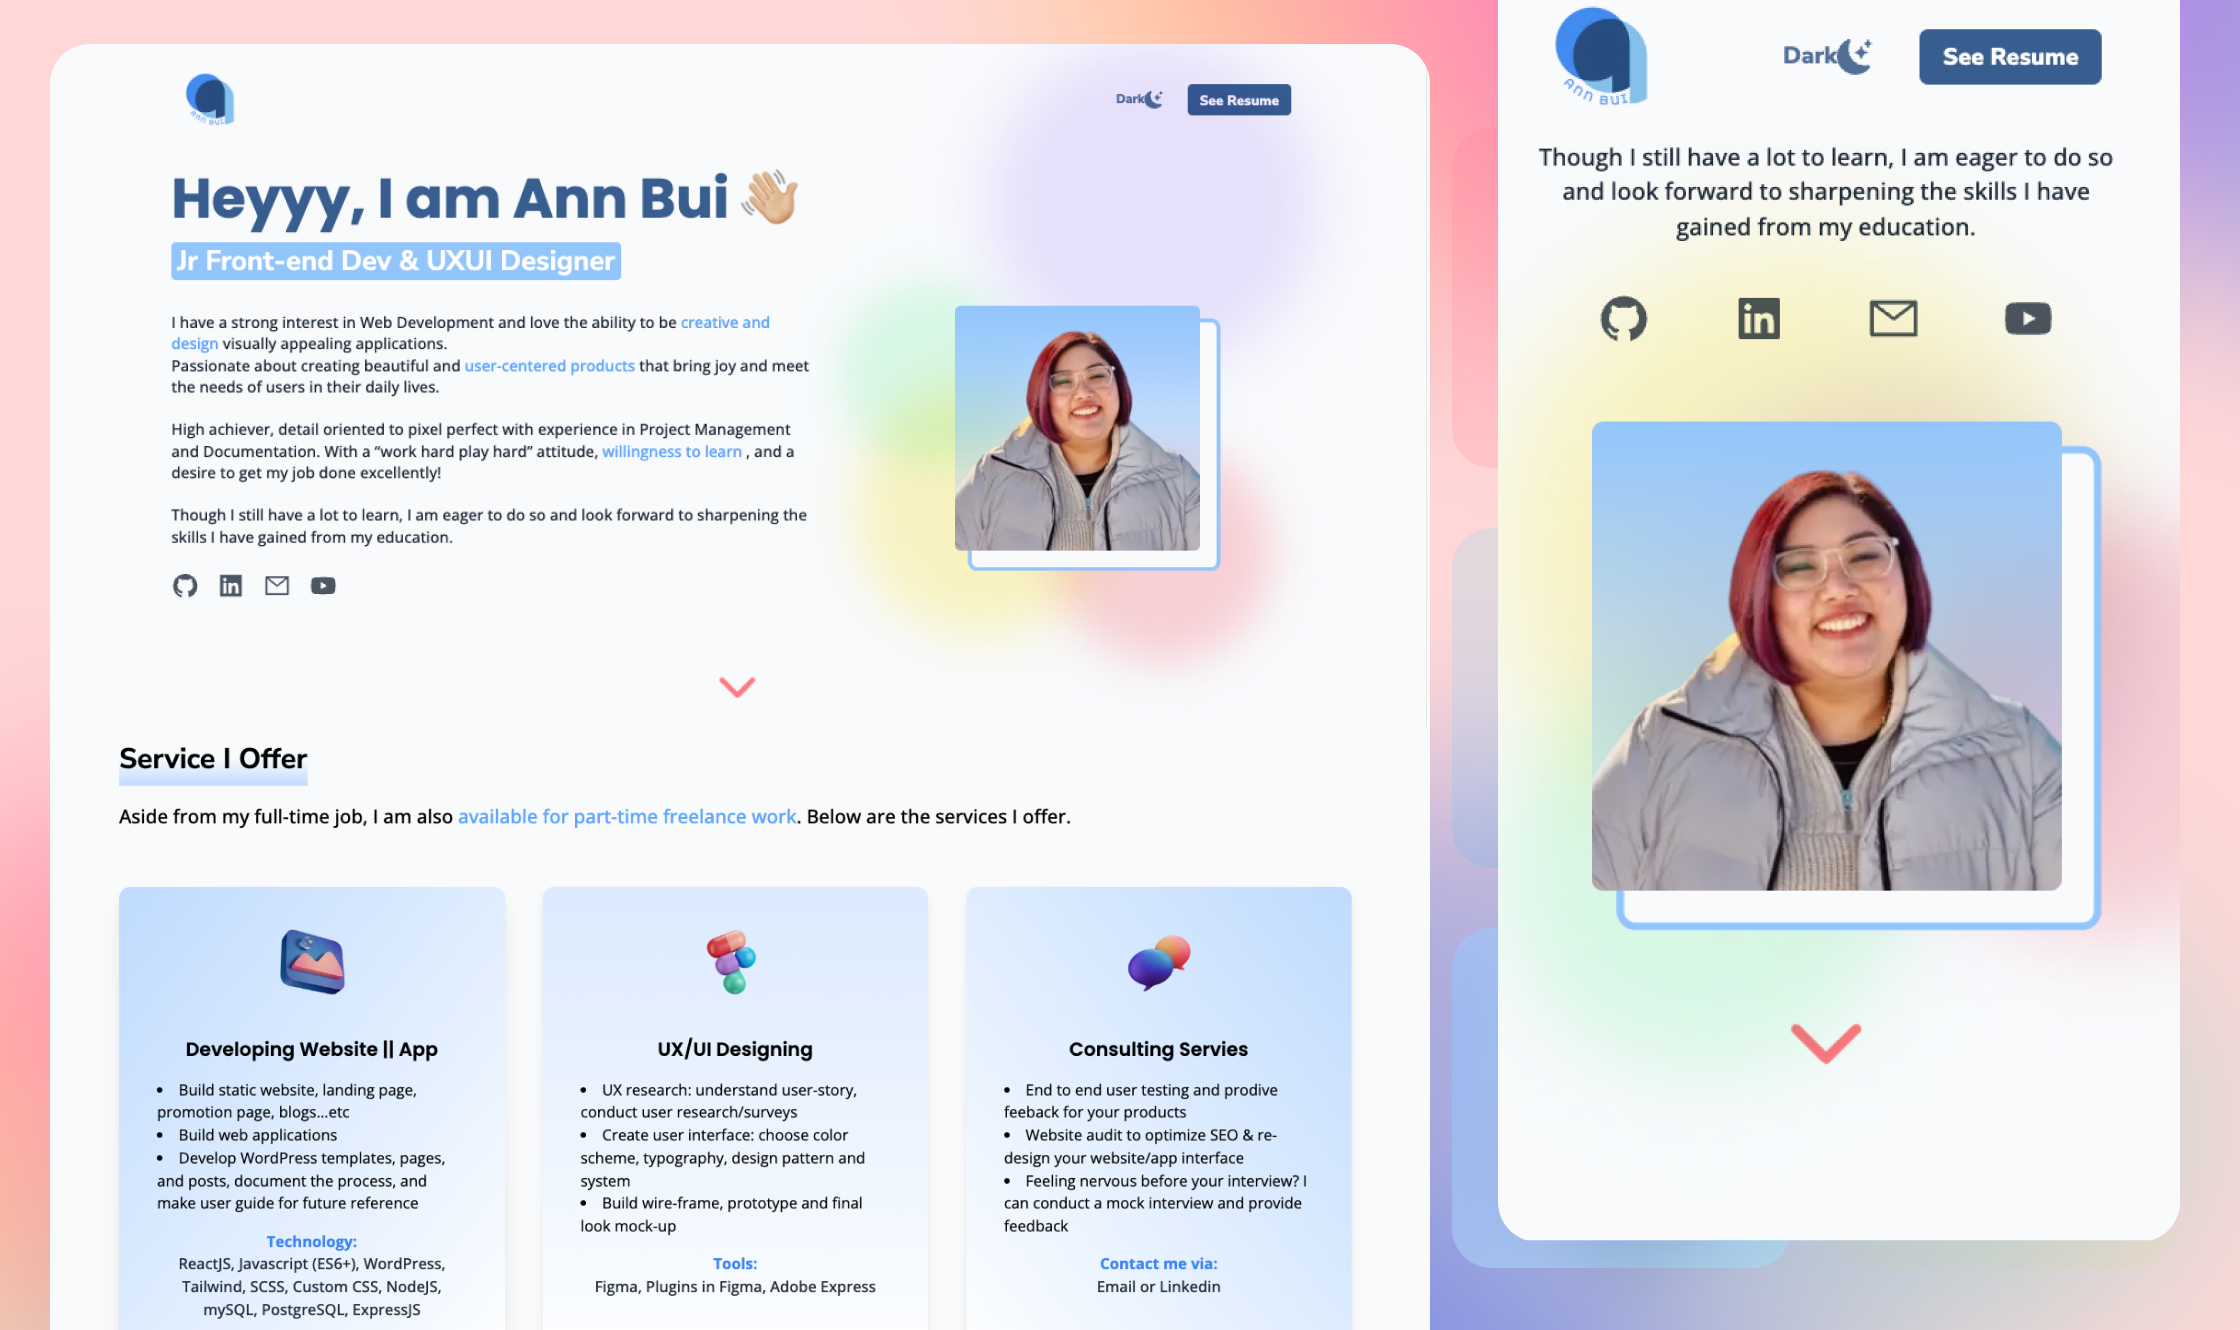 ANN BUI
Dark
See Resume
Heyyy, I am Ann Bui
Jr Front-end Dev & UXUI Designer
I have a strong interest in Web Development and love the ability to be creative and
design visually appealing applications.
Passionate about creating beautiful and user-centered products that bring joy and meet
the needs of users in their daily lives.
High achiever, detail oriented to pixel perfect with experience in Project Management
and Documentation. With a “work hard play hard” attitude, willingness to learn , and a
desire to get my job done excellently!
Though I still have a lot to learn, I am eager to do so and look forward to sharpening the
skills I have gained from my education.
in
Service I Offer
Aside from my full-time job, I am also available for part-time freelance work. Below are the services I offer.
Developing Website || App
• Build static website, landing page,
promotion page, blogs...etc
• Build web applications
• Develop WordPress templates, pages,
and posts, document the process, and
make user guide for future reference
Technology:
ReactJS, Javascript (ES6+), WordPress,
Tailwind, SCSS, Custom CSS, NodeJS,
mySQL, PostgreSQL, ExpressJS
UX/UI Designing
• UX research: understand user-story,
conduct user research/surveys
• Create user interface: choose color
scheme, typography, design pattern and
system
• Build wire-frame, prototype and final
look mock-up
Tools:
Figma, Plugins in Figma, Adobe Express
Consulting Servies
• End to end user testing and prodive
feeback for your products
• Website audit to optimize SEO & re-
design your website/app interface
• Feeling nervous before your interview? I
can conduct a mock interview and provide
feedback
Contact me via:
Email or Linkedin
ANN BUI
Dark
See Resume
Though I still have a lot to learn, I am eager to do so
and look forward to sharpening the skills I have
gained from my education.
in